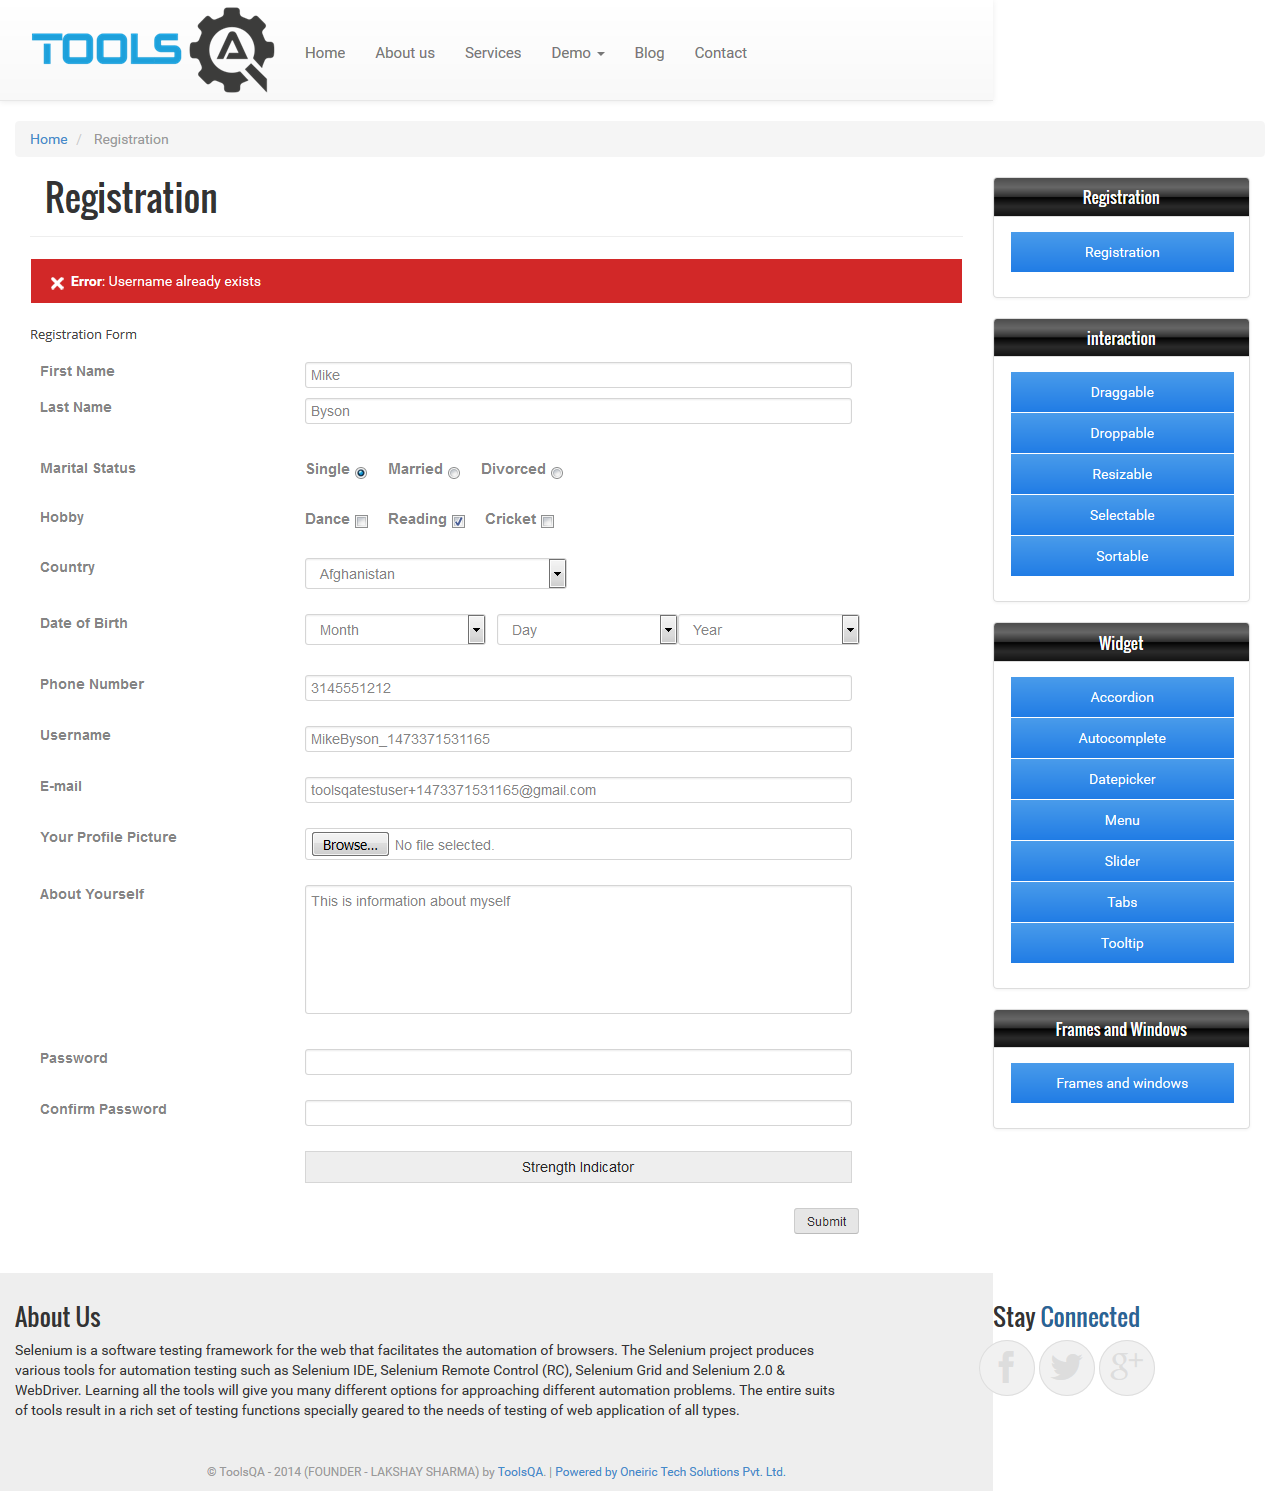 TOOLS QA
Home About us Services Demo Blog Contact
Home / Registration
Registration
Error: Username already exists
Registration Form
First Name Mike
Last Name Byson
Marital Status Single Married Divorced
Hobby Dance Reading Cricket
Country Afghanistan
Date of Birth Month Day Year
Phone Number 3145551212
Username MikeByson_1473371531165
E-mail toolsqatestuser+1473371531165@gmail.com
Your Profile Picture Browse... No file selected.
About Yourself This is information about myself
Password
Confirm Password
Strength Indicator
Submit
Registration
Registration
interaction
Draggable
Droppable
Resizable
Selectable
Sortable
Widget
Accordion
Autocomplete
Datepicker
Menu
Slider
Tabs
Tooltip
Frames and Windows
Frames and windows
About Us
Selenium is a software testing framework for the web that facilitates the automation of browsers. The Selenium project produces
various tools for automation testing such as Selenium IDE, Selenium Remote Control (RC), Selenium Grid and Selenium 2.0 &
WebDriver. Learning all the tools will give you many different options for approaching different automation problems. The entire suits
of tools result in a rich set of testing functions specially geared to the needs of testing of web application of all types.
Stay Connected
f g+
© ToolsQA - 2014 (FOUNDER - LAKSHAY SHARMA) by ToolsQA. | Powered by Oneiric Tech Solutions Pvt. Ltd.